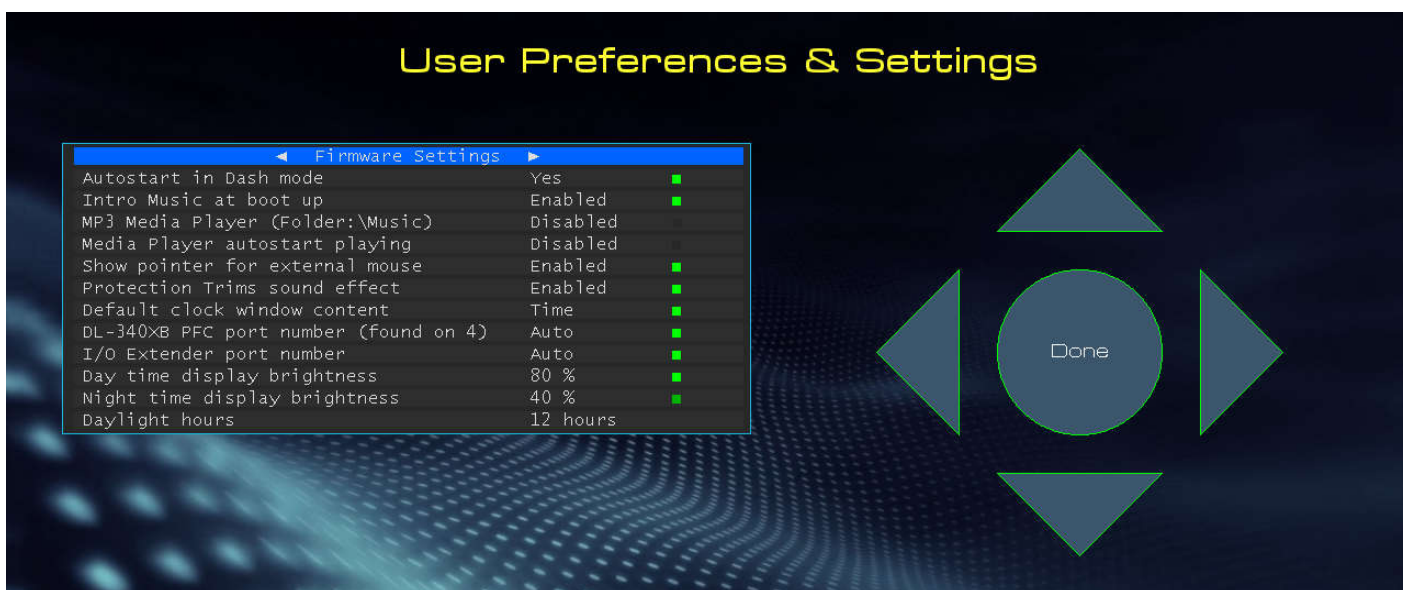 User Preferences & Settings
◄ Firmware Settings ►
Autostart in Dash mode Yes
Intro Music at boot up Enabled
MP3 Media Player (Folder:\Music) Disabled
Media Player autostart playing Disabled
Show pointer for external mouse Enabled
Protection Trims sound effect Enabled
Default clock window content Time
DL-340XB PFC port number (found on 4) Auto
I/O Extender port number Auto
Day time display brightness 80 %
Night time display brightness 40 %
Daylight hours 12 hours
Done